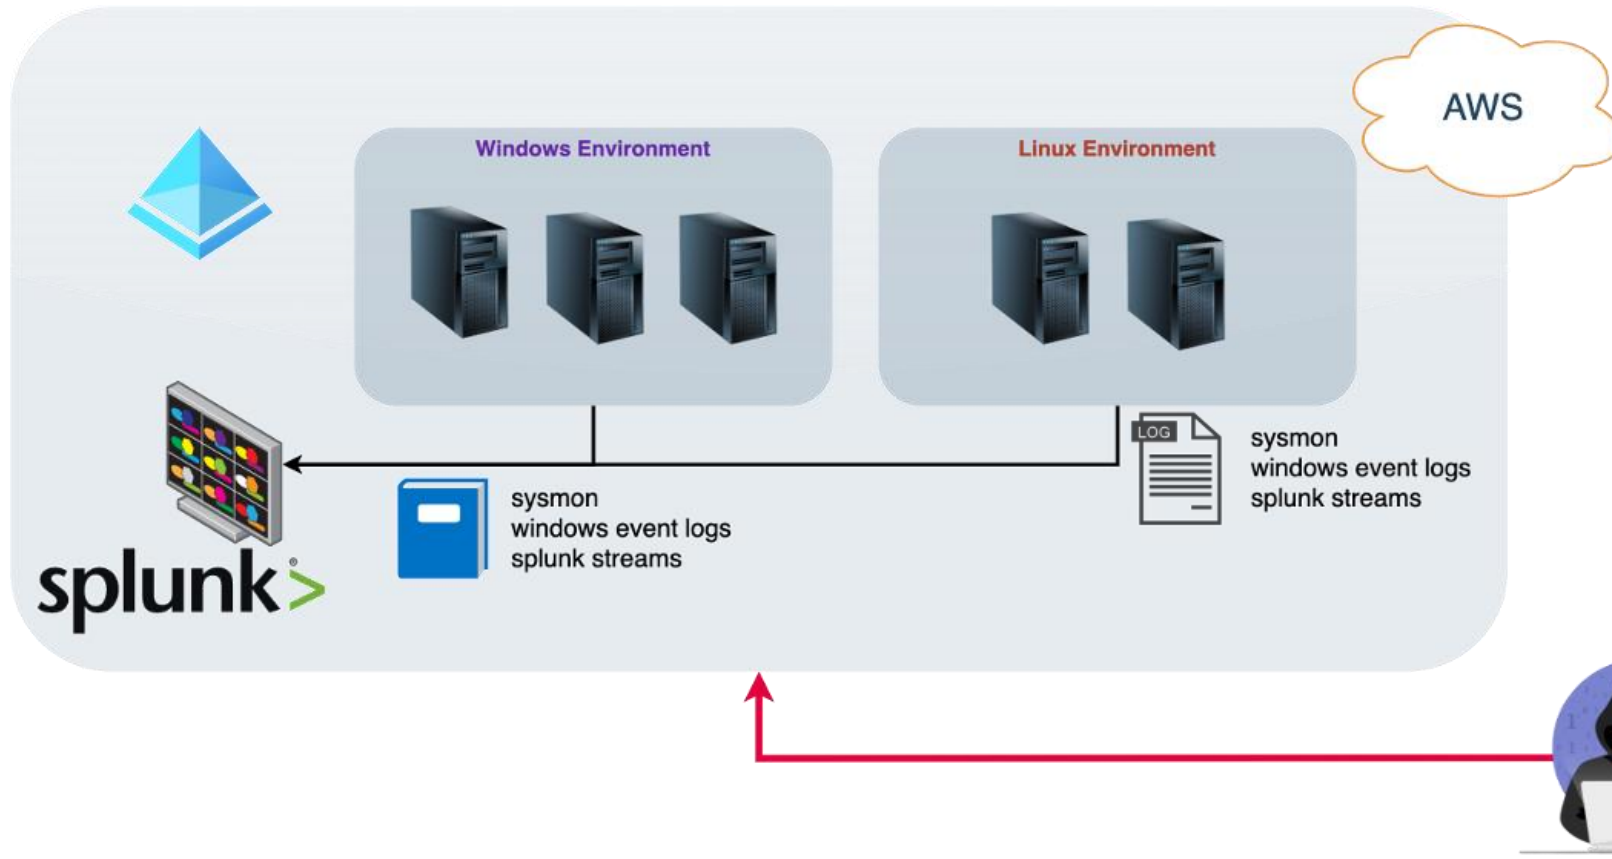 AWS
Windows Environment
Linux Environment
LOG
sysmon
windows event logs
splunk streams
sysmon
windows event logs
splunk streams
splunk>